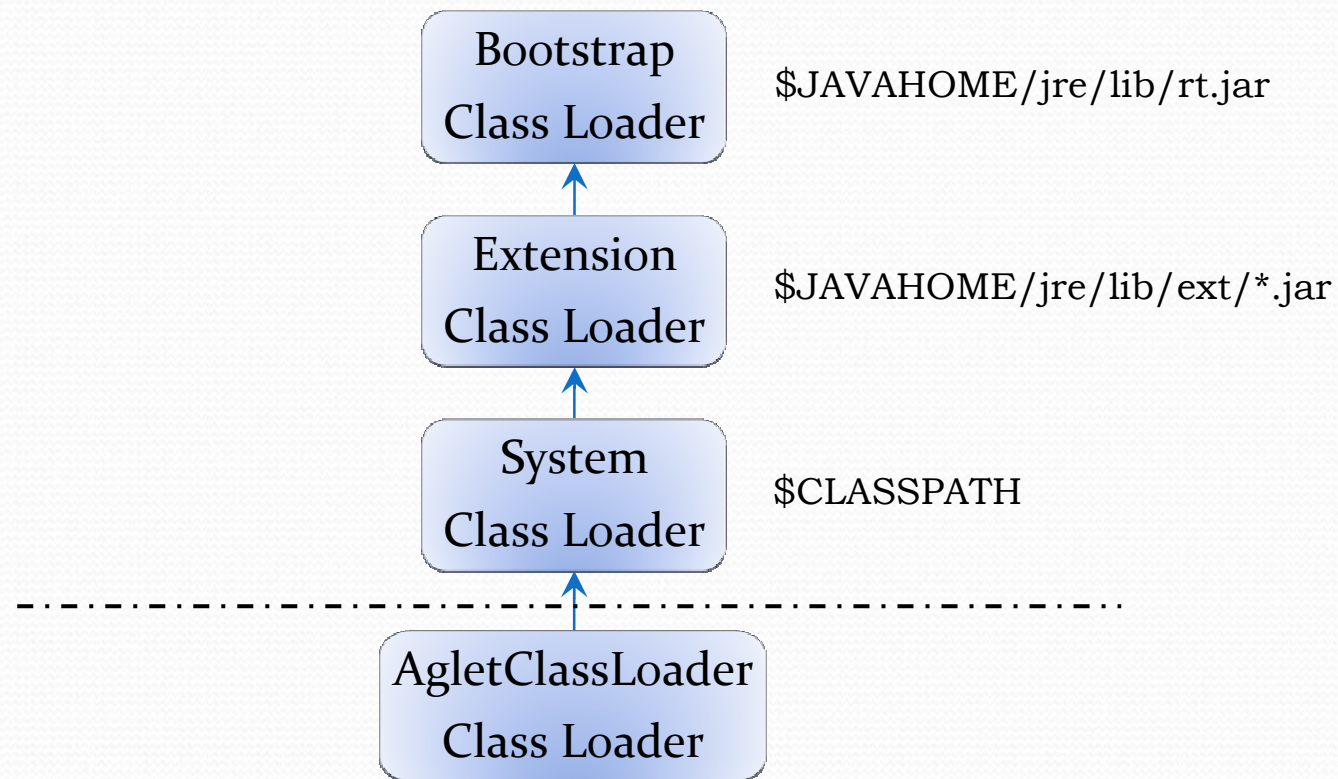 Bootstrap
Class Loader
$JAVAHOME/jre/lib/rt.jar
Extension
Class Loader
$JAVAHOME/jre/lib/ext/*.jar
System
Class Loader
$CLASSPATH
AgletClassLoader
Class Loader